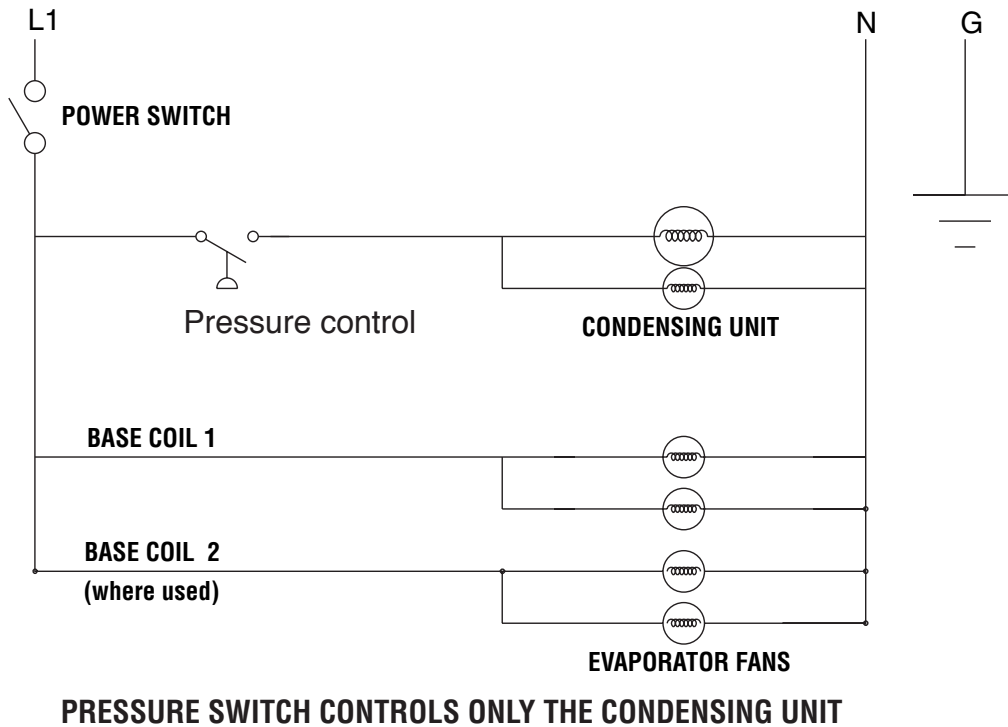 L1
N
G
POWER SWITCH
Pressure control
CONDENSING UNIT
BASE COIL 1
BASE COIL 2
(where used)
EVAPORATOR FANS
PRESSURE SWITCH CONTROLS ONLY THE CONDENSING UNIT